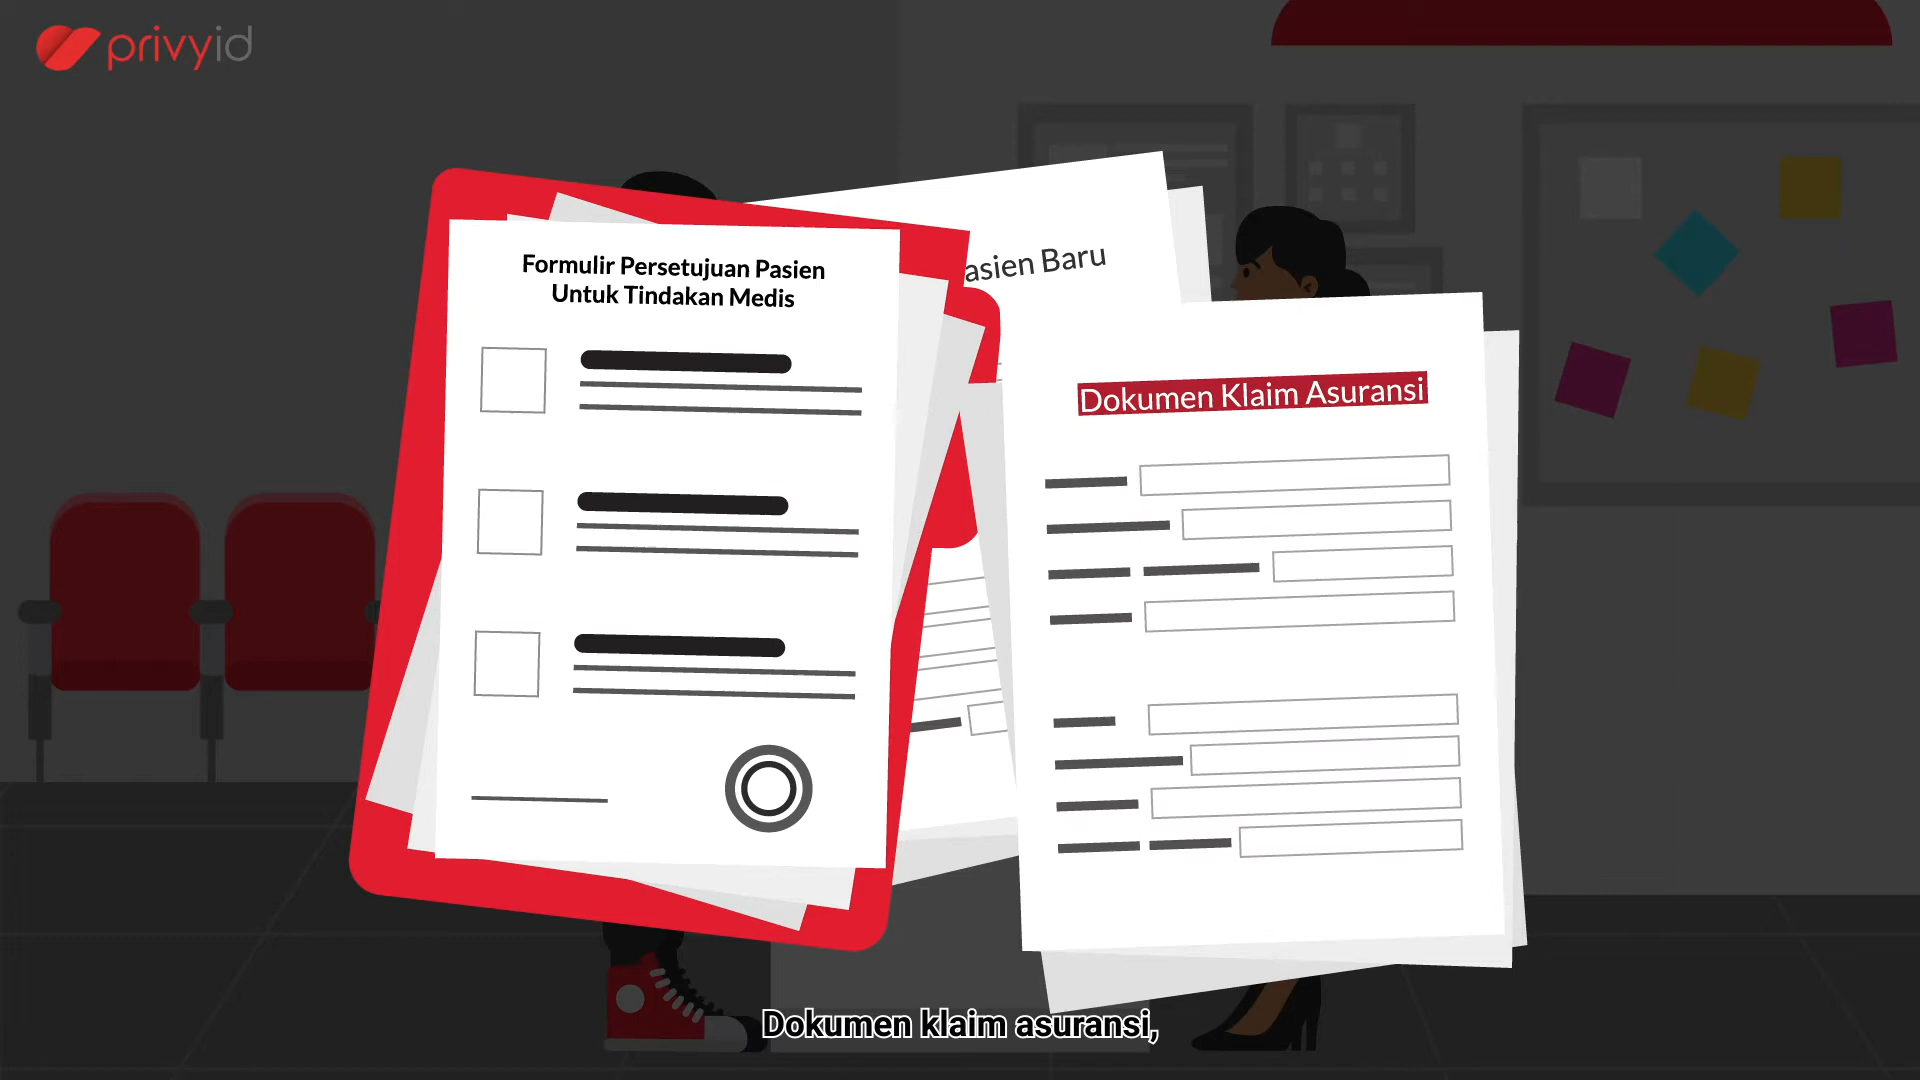 privyid
Formulir Persetujuan Pasien
Untuk Tindakan Medis
asien Baru
Dokumen Klaim Asuransi
Dokumen klaim asuransi,